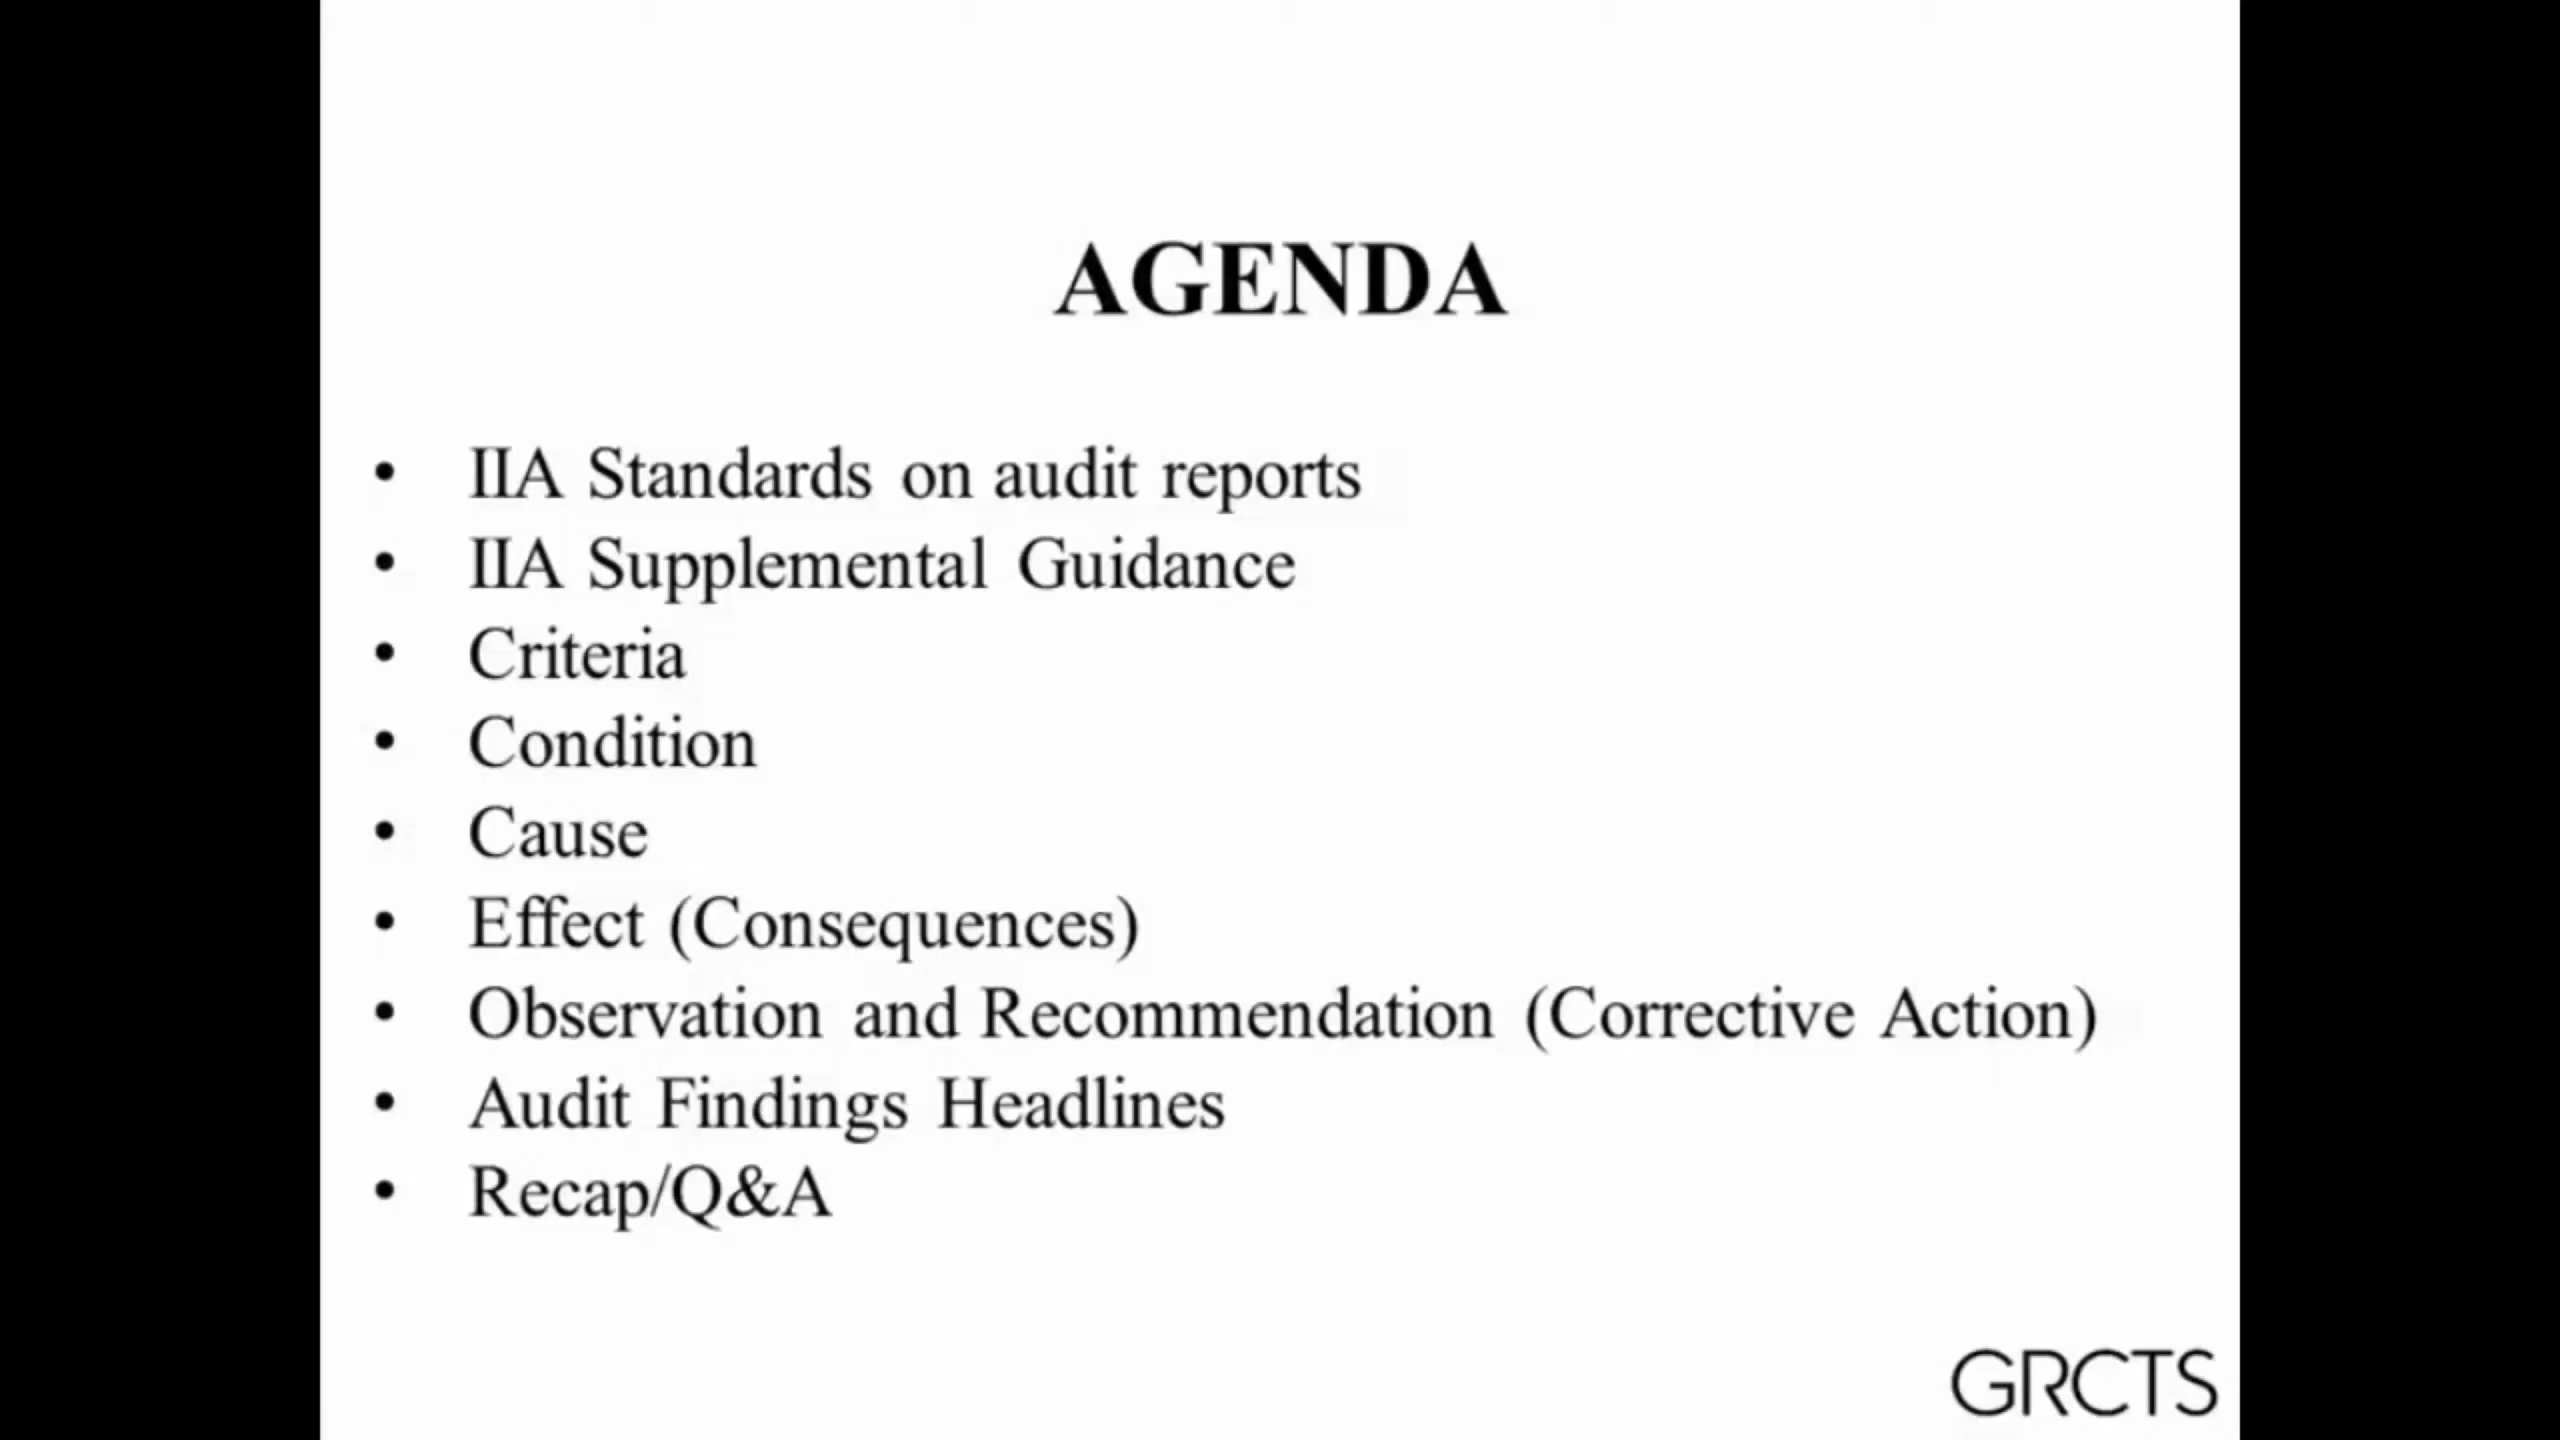 AGENDA
• IIA Standards on audit reports
• IIA Supplemental Guidance
• Criteria
• Condition
• Cause
• Effect (Consequences)
• Observation and Recommendation (Corrective Action)
• Audit Findings Headlines
• Recap/Q&A
GRCTS